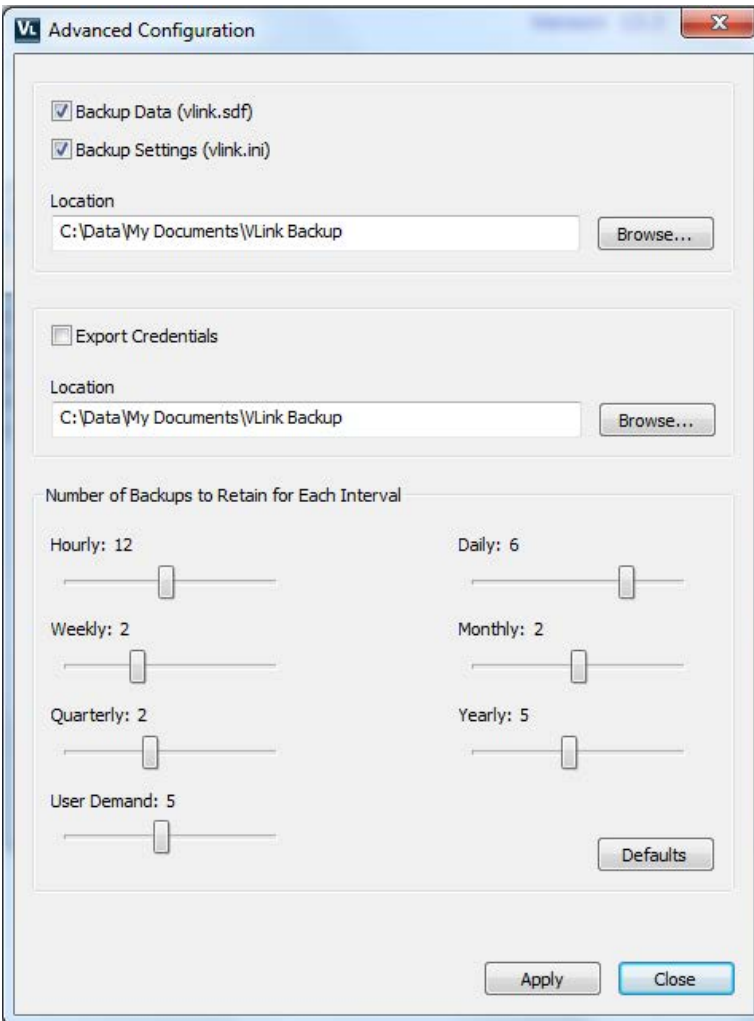 VL Advanced Configuration
Backup Data (vlink.sdf)
Backup Settings (vlink.ini)
Location
C:\Data\My Documents\VLink Backup
Browse...
Export Credentials
Location
C:\Data\My Documents\VLink Backup
Browse...
Number of Backups to Retain for Each Interval
Hourly: 12
Daily: 6
Weekly: 2
Monthly: 2
Quarterly: 2
Yearly: 5
User Demand: 5
Defaults
Apply
Close